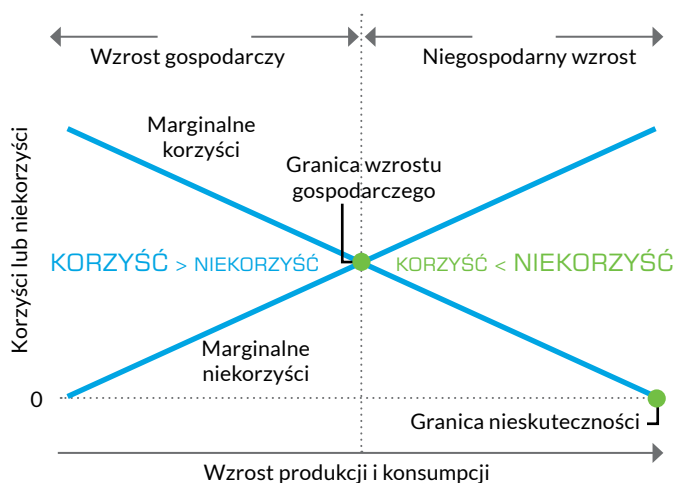 Wzrost gospodarczy
Niegospodarny wzrost
Korzyści lub niekorzyści
Marginalne
korzyści
Granica wzrostu
gospodarczego
KORZYŚĆ > NIEKORZYŚĆ
KORZYŚĆ < NIEKORZYŚĆ
Marginalne
niekorzyści
0
Granica nieskuteczności
Wzrost produkcji i konsumpcji